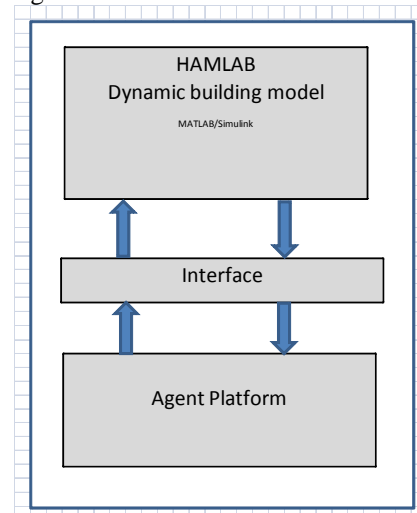 HAMLAB
Dynamic building model
MATLAB/Simulink
Interface
Agent Platform